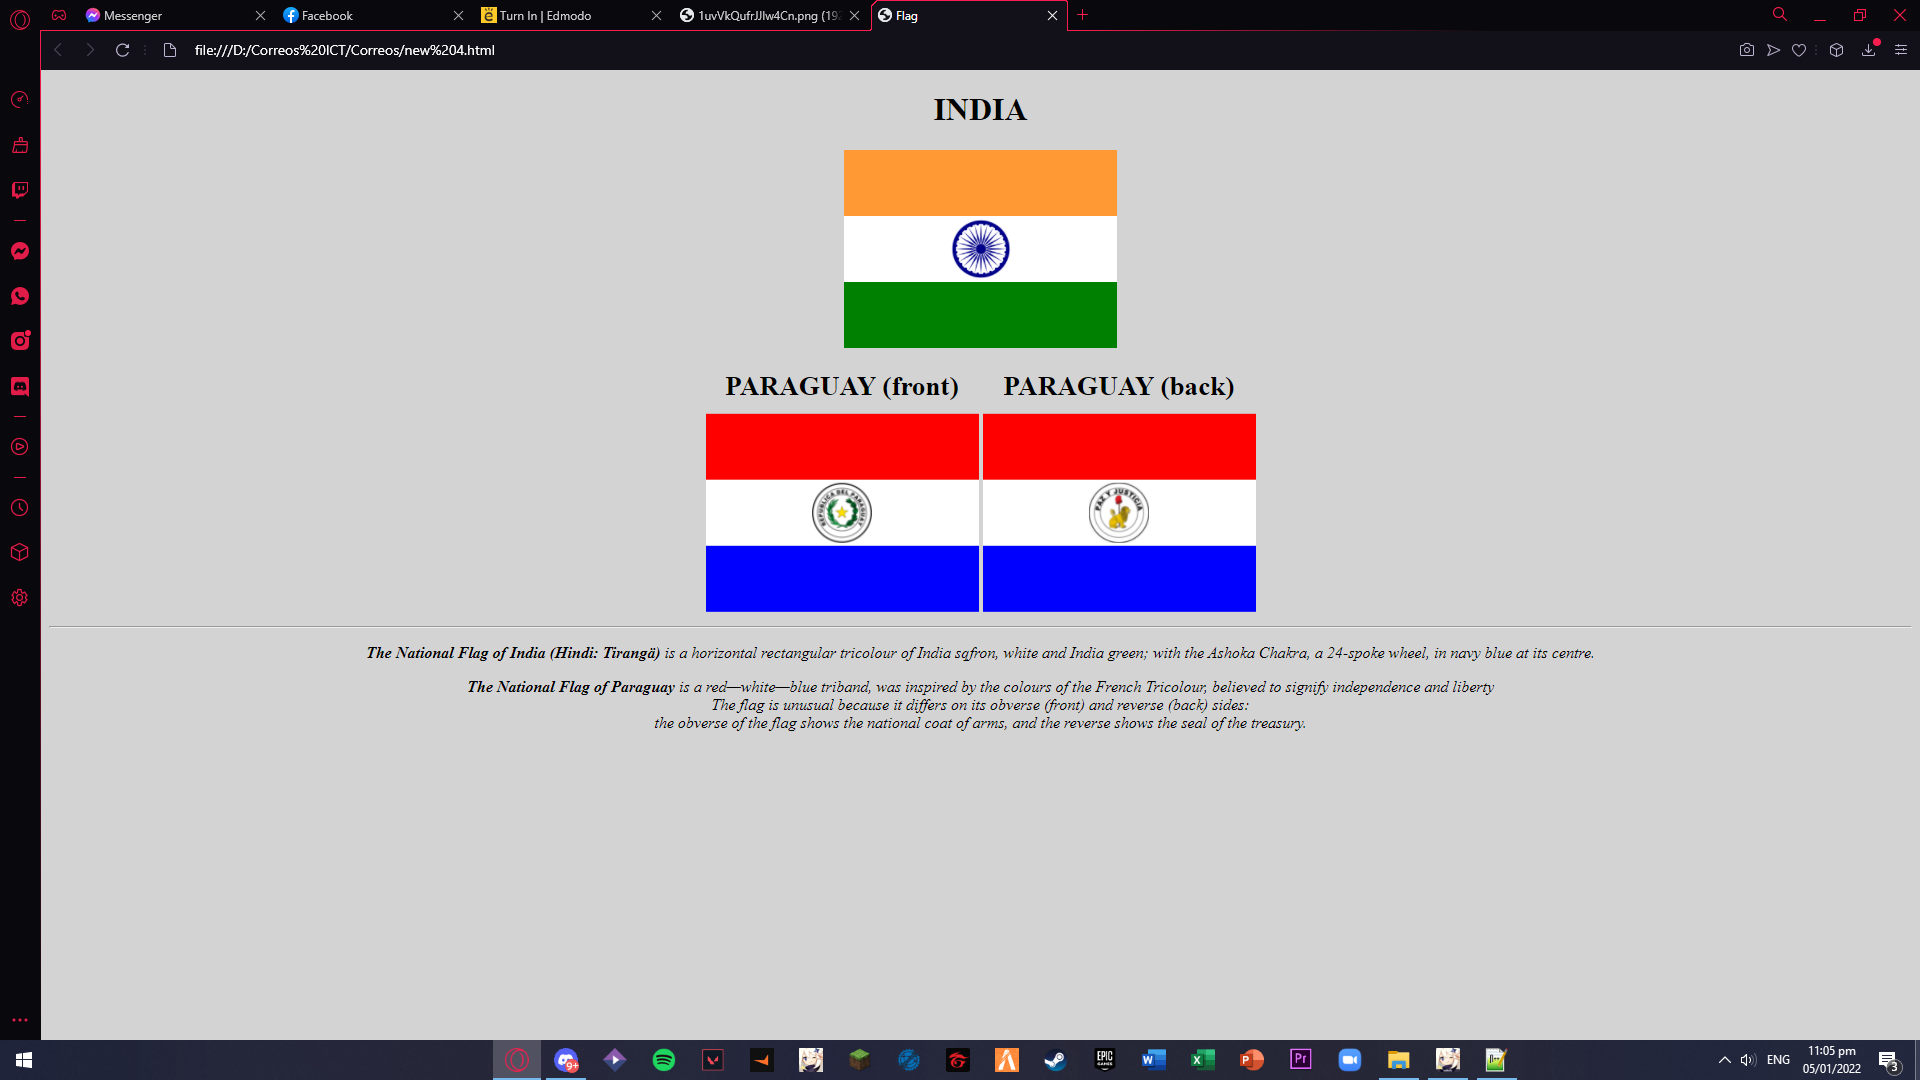 Messenger
Facebook
Turn In | Edmodo
1uvVkQufrJJIw4Cn.png (192
Flag
file:///D:/Correos%20ICT/Correos/new%204.html
INDIA
PARAGUAY (front)
PARAGUAY (back)
REPUBLICA DEL PARAGUAY
PAZ Y JUSTICIA
The National Flag of India (Hindi: Tirangä) is a horizontal rectangular tricolour of India sqfron, white and India green; with the Ashoka Chakra, a 24-spoke wheel, in navy blue at its centre.
The National Flag of Paraguay is a red—white—blue triband, was inspired by the colours of the French Tricolour, believed to signify independence and liberty
The flag is unusual because it differs on its obverse (front) and reverse (back) sides:
the obverse of the flag shows the national coat of arms, and the reverse shows the seal of the treasury.
9+
EPIC
GAMES
Pr
ENG
11:05 pm
05/01/2022
3